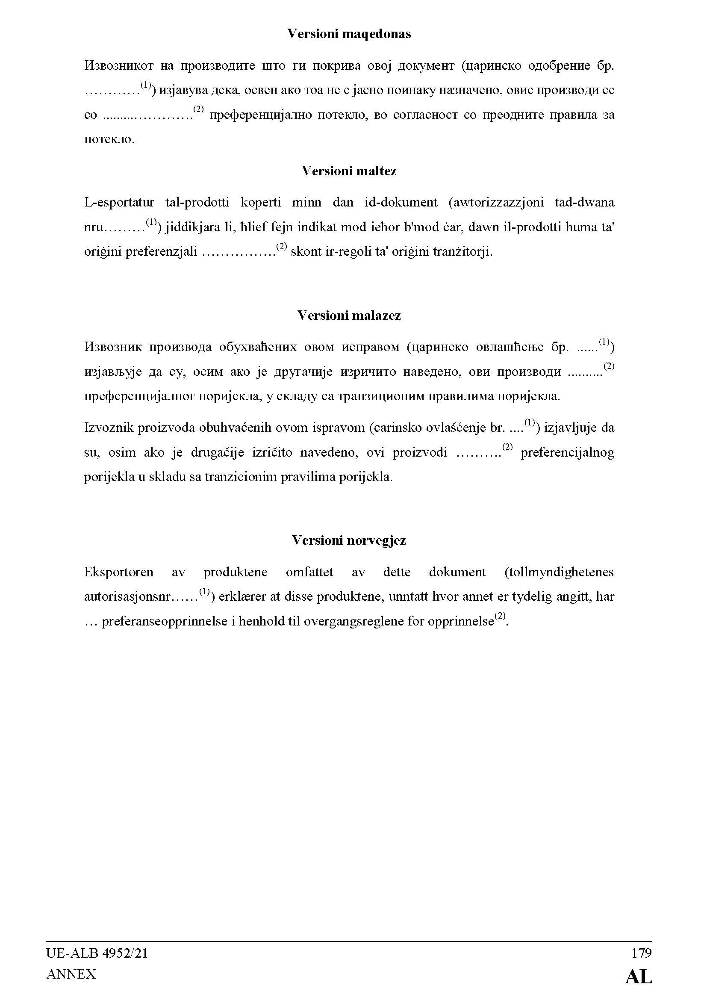 Versioni maqedonas
Извозникот на производите што ги покрива овој документ (царинско одобрение бр.
…………(1)) изјавува дека, освен ако тоа не е јасно поинаку назначено, овие производи се
со .........………….(2) преференцијално потекло, во согласност со преодните правила за
потекло.
Versioni maltez
L-esportatur tal-prodotti koperti minn dan id-dokument (awtorizzazzjoni tad-dwana
nru………(1)) jiddikjara li, ħlief fejn indikat mod ieħor b'mod ċar, dawn il-prodotti huma ta'
oriġini preferenzjali …………….(2) skont ir-regoli ta' oriġini tranżitorji.
Versioni malazez
Извозник производа обухваћених овом исправом (царинско овлашћење бр. ......(1))
изјављује да су, осим ако је другачије изричито наведено, ови производи ..........(2)
преференцијалног поријекла, у складу са транзиционим правилима поријекла.
Izvoznik proizvoda obuhvaćenih ovom ispravom (carinsko ovlašćenje br. ....(1)) izjavljuje da
su, osim ako je drugačije izričito navedeno, ovi proizvodi ……….(2) preferencijalnog
porijekla u skladu sa tranzicionim pravilima porijekla.
Versioni norvegjez
Eksportøren av produktene omfattet av dette dokument (tollmyndighetenes
autorisasjonsnr……(1)) erklærer at disse produktene, unntatt hvor annet er tydelig angitt, har
… preferanseopprinnelse i henhold til overgangsreglene for opprinnelse(2).
UE-ALB 4952/21 179
ANNEX AL